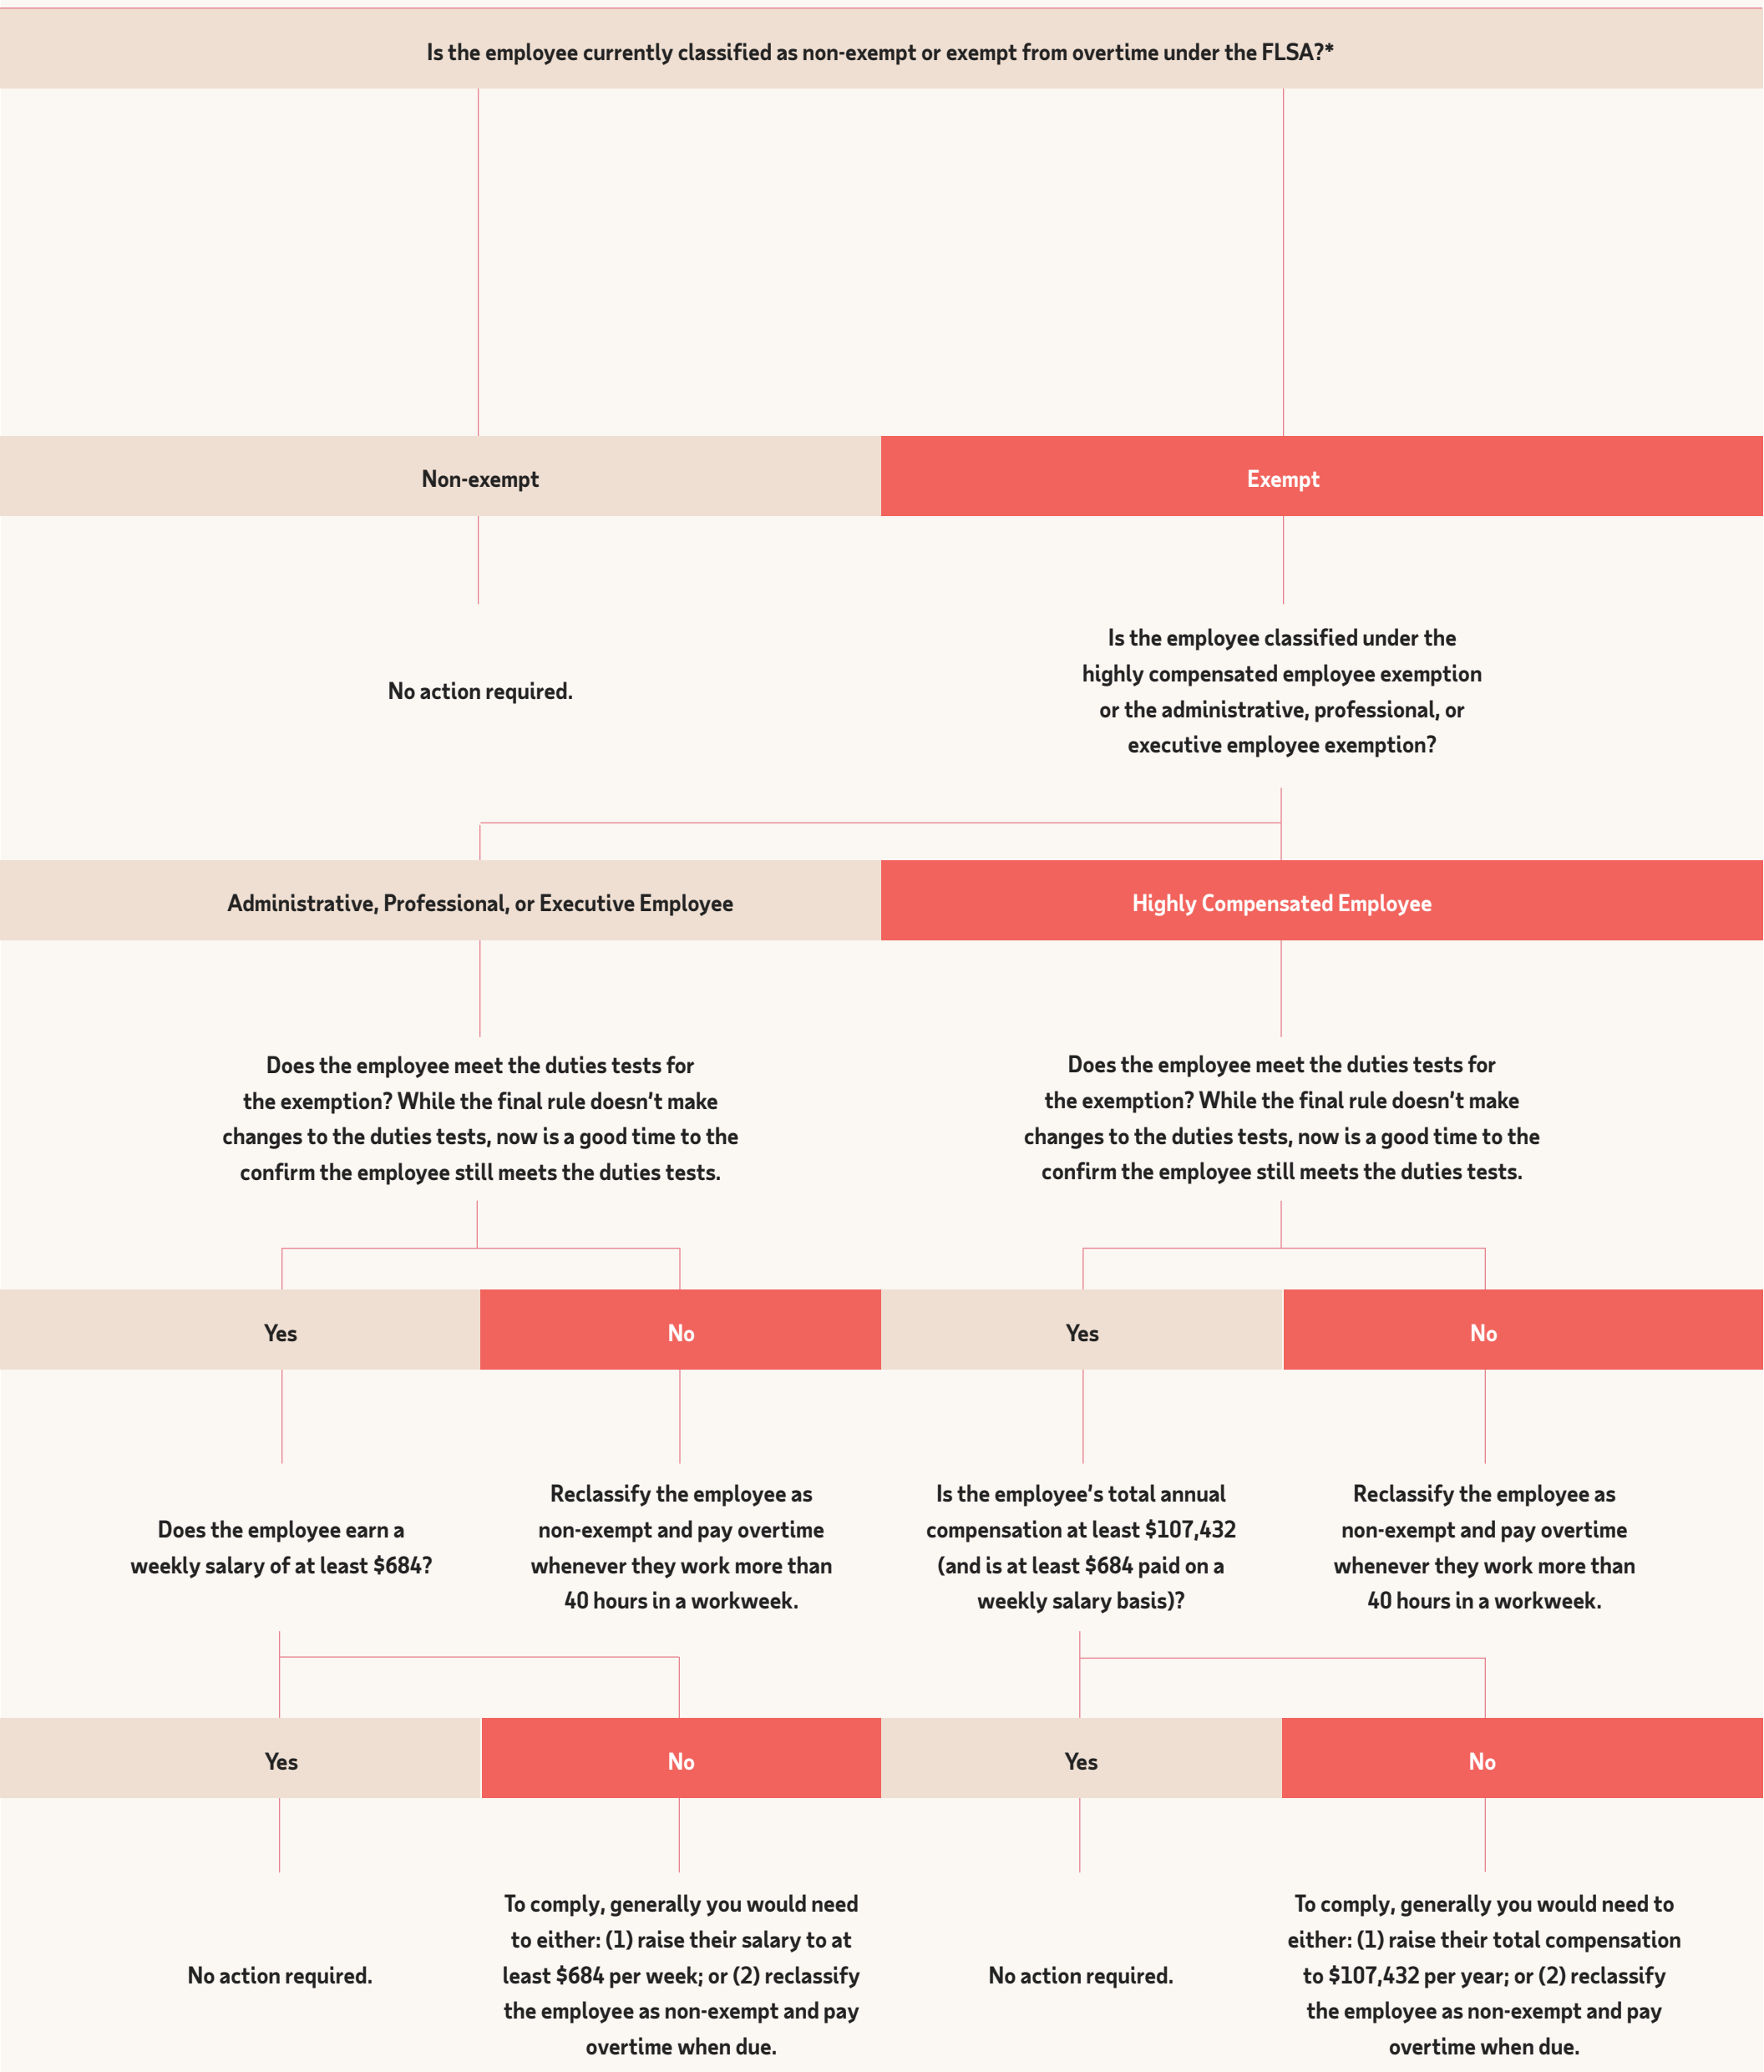 Is the employee currently classified as non-exempt or exempt from overtime under the FLSA?*
Non-exempt
Exempt
No action required.
Is the employee classified under the
highly compensated employee exemption
or the administrative, professional, or
executive employee exemption?
Administrative, Professional, or Executive Employee
Highly Compensated Employee
Does the employee meet the duties tests for
the exemption? While the final rule doesn't make
changes to the duties tests, now is a good time to the
confirm the employee still meets the duties tests.
Does the employee meet the duties tests for
the exemption? While the final rule doesn't make
changes to the duties tests, now is a good time to the
confirm the employee still meets the duties tests.
Yes
No
Yes
No
Does the employee earn a
weekly salary of at least $684?
Reclassify the employee as
non-exempt and pay overtime
whenever they work more than
40 hours in a workweek.
Is the employee's total annual
compensation at least $107,432
(and is at least $684 paid on a
weekly salary basis)?
Reclassify the employee as
non-exempt and pay overtime
whenever they work more than
40 hours in a workweek.
Yes
No
Yes
No
No action required.
To comply, generally you would need
to either: (1) raise their salary to at
least $684 per week; or (2) reclassify
the employee as non-exempt and pay
overtime when due.
No action required.
To comply, generally you would need to
either: (1) raise their total compensation
to $107,432 per year; or (2) reclassify
the employee as non-exempt and pay
overtime when due.